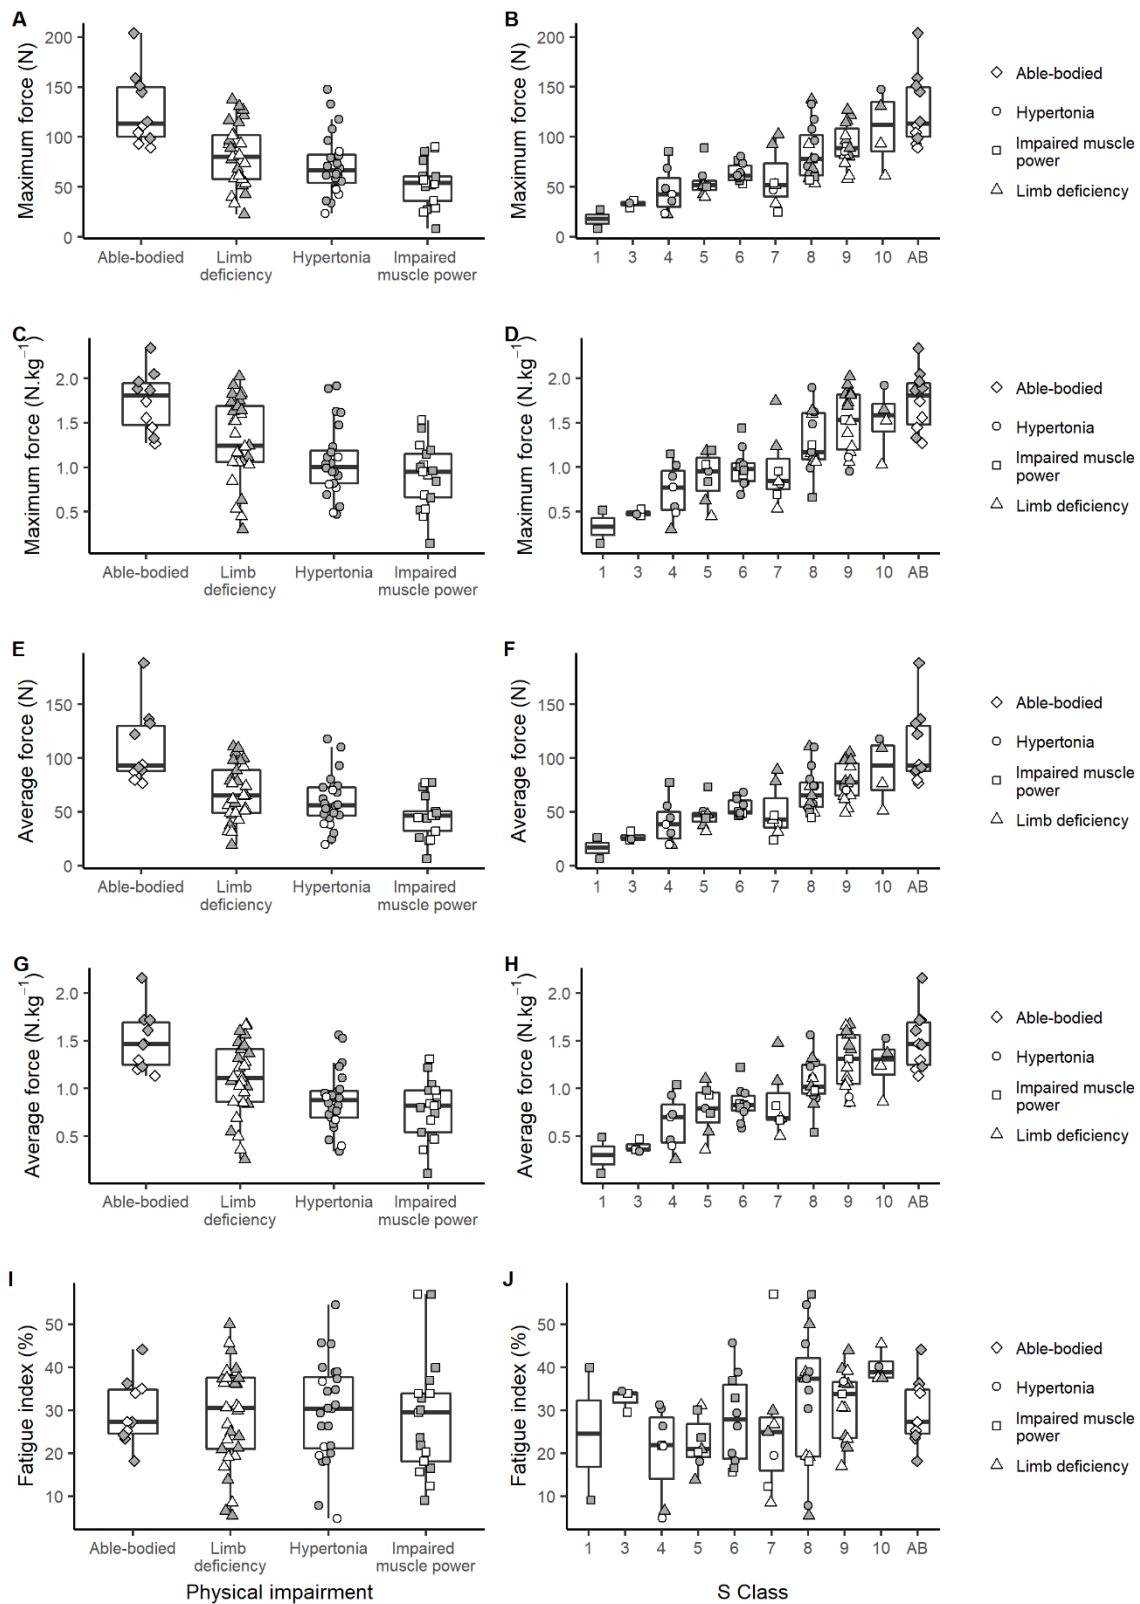 A
Maximum force (N)
200
150
100
50
0
Able-bodied
Limb
deficiency
Hypertonia
Impaired
muscle power
B
Maximum force (N)
200
150
100
50
0
1 3 4 5 6 7 8 9 10 AB
Able-bodied
Hypertonia
Impaired muscle
power
Limb deficiency
C
Maximum force (N.kg⁻¹)
2.0
1.5
1.0
0.5
Able-bodied
Limb
deficiency
Hypertonia
Impaired
muscle power
D
Maximum force (N.kg⁻¹)
2.0
1.5
1.0
0.5
1 3 4 5 6 7 8 9 10 AB
Able-bodied
Hypertonia
Impaired muscle
power
Limb deficiency
E
Average force (N)
150
100
50
0
Able-bodied
Limb
deficiency
Hypertonia
Impaired
muscle power
F
Average force (N)
150
100
50
0
1 3 4 5 6 7 8 9 10 AB
Able-bodied
Hypertonia
Impaired muscle
power
Limb deficiency
G
Average force (N.kg⁻¹)
2.0
1.5
1.0
0.5
Able-bodied
Limb
deficiency
Hypertonia
Impaired
muscle power
H
Average force (N.kg⁻¹)
2.0
1.5
1.0
0.5
1 3 4 5 6 7 8 9 10 AB
Able-bodied
Hypertonia
Impaired muscle
power
Limb deficiency
I
Fatigue index (%)
50
40
30
20
10
Able-bodied
Limb
deficiency
Hypertonia
Impaired
muscle power
Physical impairment
J
Fatigue index (%)
50
40
30
20
10
1 3 4 5 6 7 8 9 10 AB
S Class
Able-bodied
Hypertonia
Impaired muscle
power
Limb deficiency